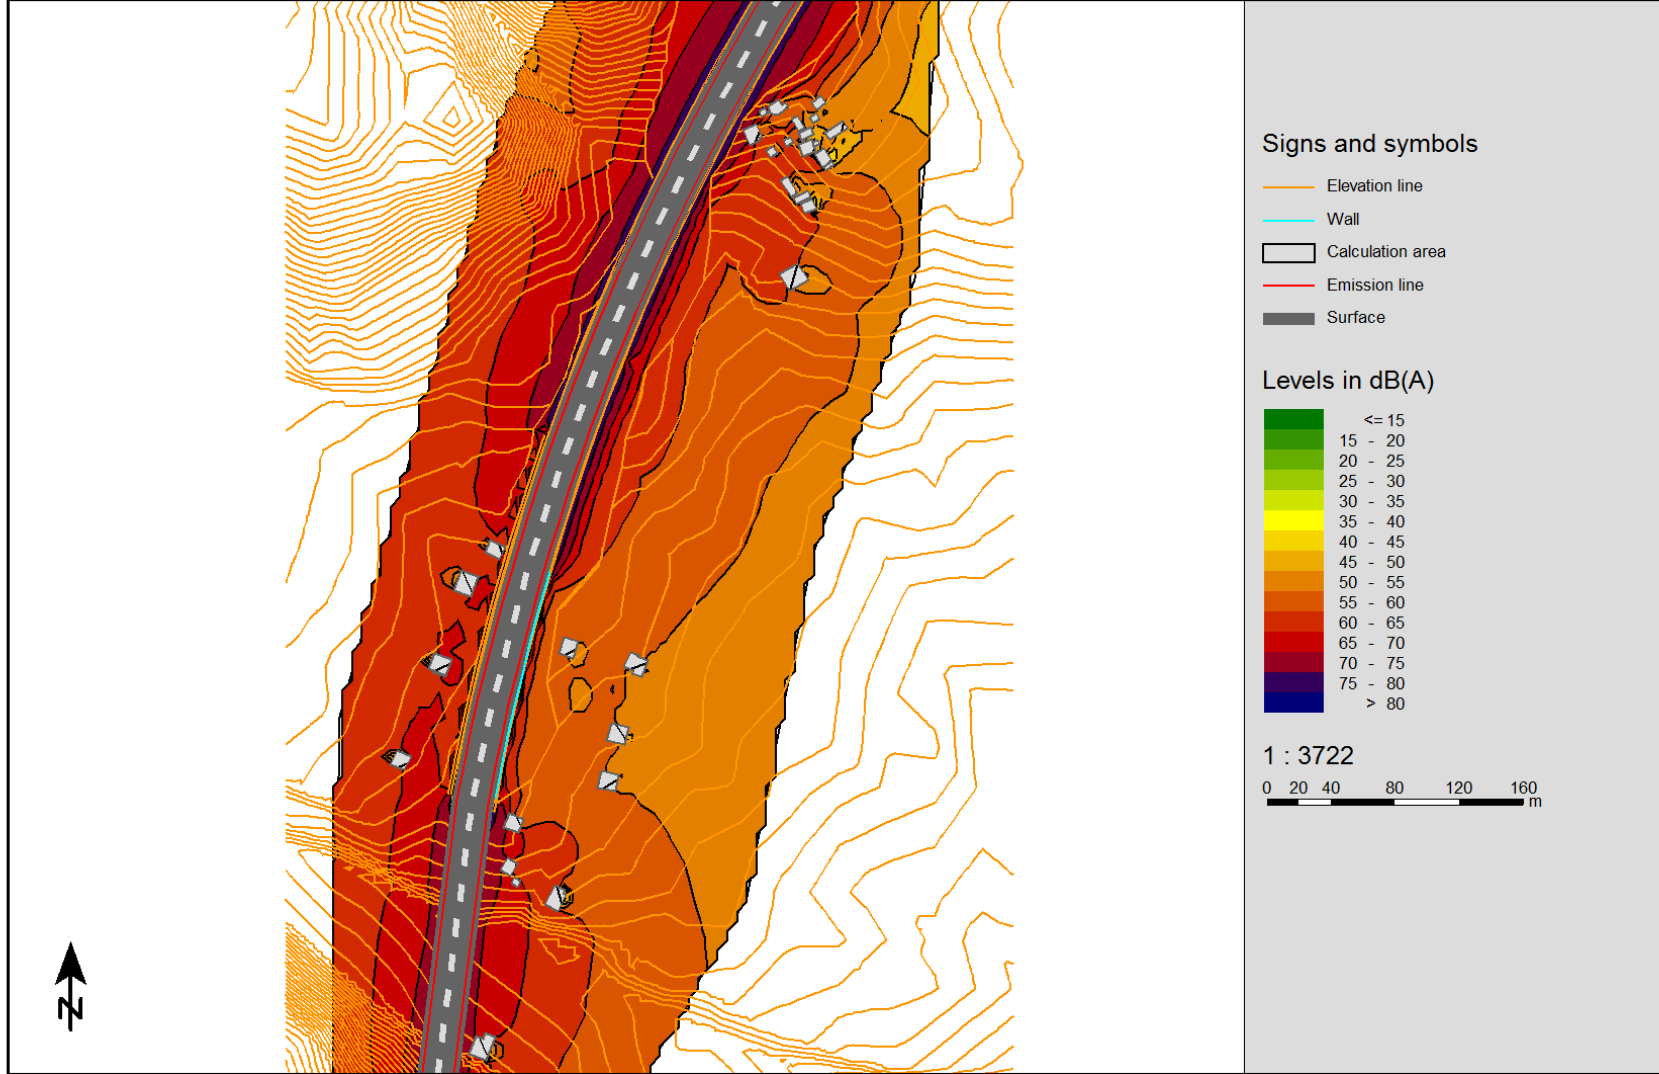 Signs and symbols
Elevation line
Wall
Calculation area
Emission line
Surface
Levels in dB(A)
<= 15
15 - 20
20 - 25
25 - 30
30 - 35
35 - 40
40 - 45
45 - 50
50 - 55
55 - 60
60 - 65
65 - 70
70 - 75
75 - 80
> 80
1 : 3722
0 20 40 80 120 160
m
N